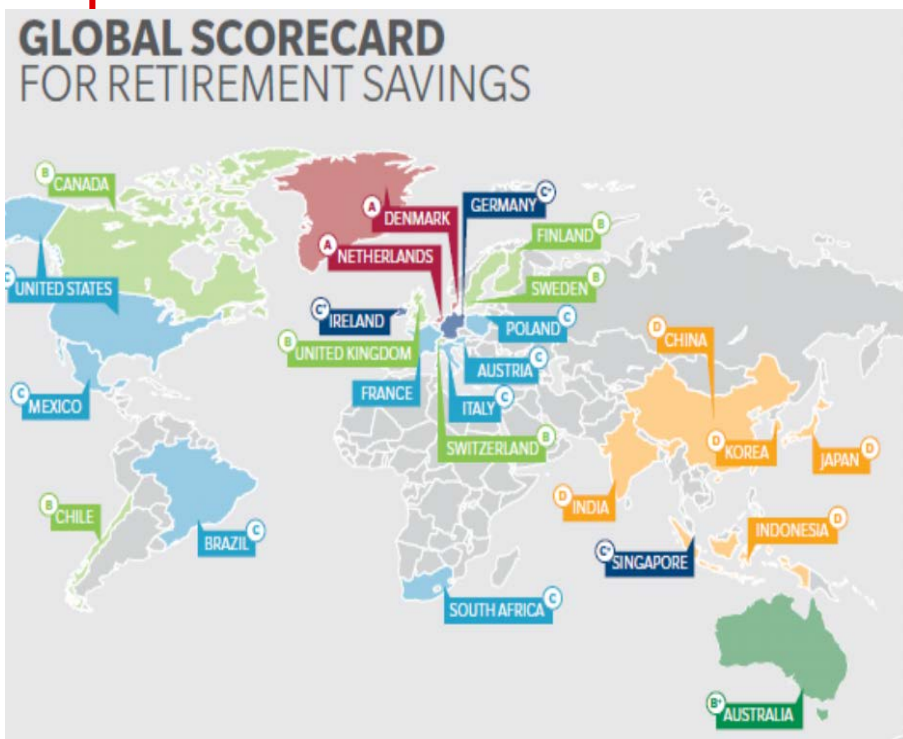 GLOBAL SCORECARD
FOR RETIREMENT SAVINGS
B CANADA
A DENMARK
GERMANY C+
FINLAND B
A NETHERLANDS
C UNITED STATES
SWEDEN B
C+ IRELAND
POLAND C
D CHINA
B UNITED KINGDOM
AUSTRIA C
FRANCE
C MEXICO
ITALY C
SWITZERLAND B
D KOREA
JAPAN D
D INDIA
B CHILE
BRAZIL C
INDONESIA D
C+ SINGAPORE
SOUTH AFRICA C
B+ AUSTRALIA